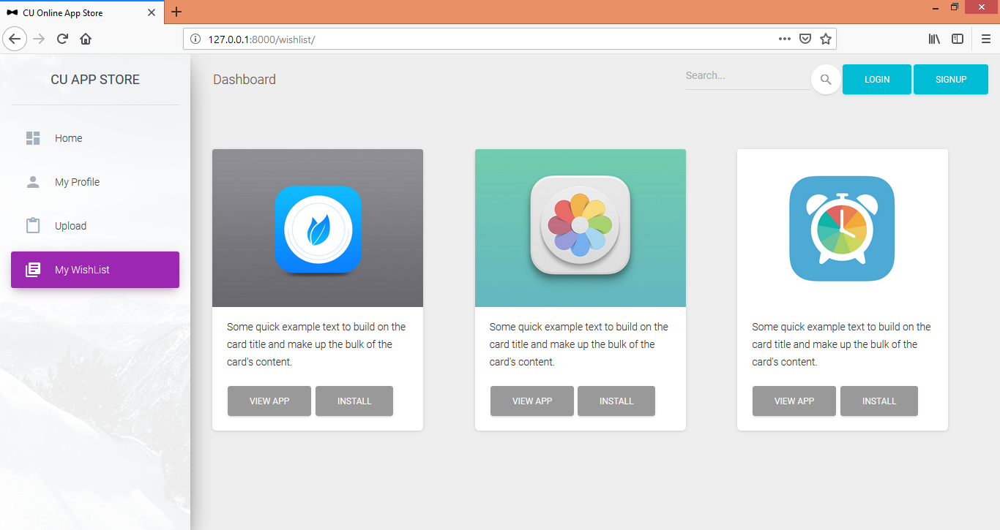 CU Online App Store
127.0.0.1:8000/wishlist/
CU APP STORE
Home
My Profile
Upload
My WishList
Dashboard
Search...
LOGIN
SIGNUP
Some quick example text to build on the
card title and make up the bulk of the
card's content.
VIEW APP
INSTALL
Some quick example text to build on the
card title and make up the bulk of the
card's content.
VIEW APP
INSTALL
Some quick example text to build on the
card title and make up the bulk of the
card's content.
VIEW APP
INSTALL